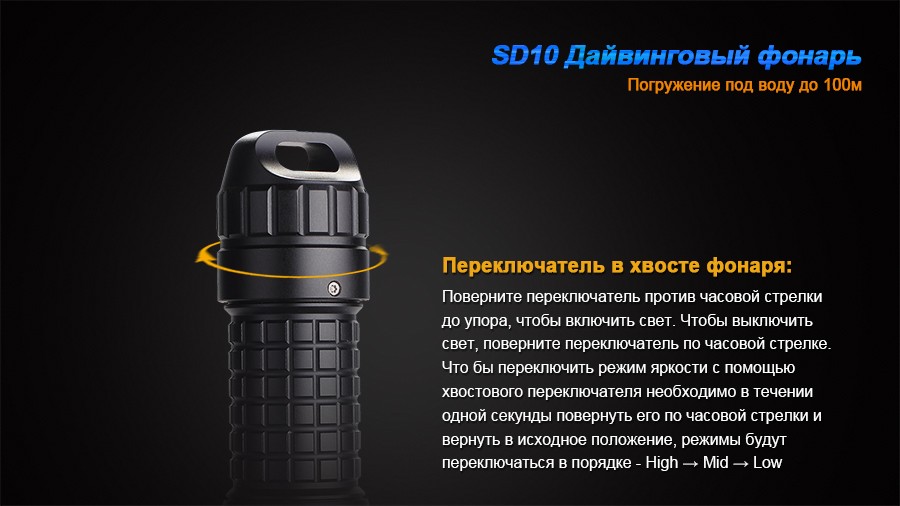 SD10 Дайвинговый фонарь
Погружение под воду до 100м
Переключатель в хвосте фонаря:
Поверните переключатель против часовой стрелки
до упора, чтобы включить свет. Чтобы выключить
свет, поверните переключатель по часовой стрелке.
Что бы переключить режим яркости с помощью
хвостового переключателя необходимо в течении
одной секунды повернуть его по часовой стрелки и
вернуть в исходное положение, режимы будут
переключаться в порядке - High → Mid → Low